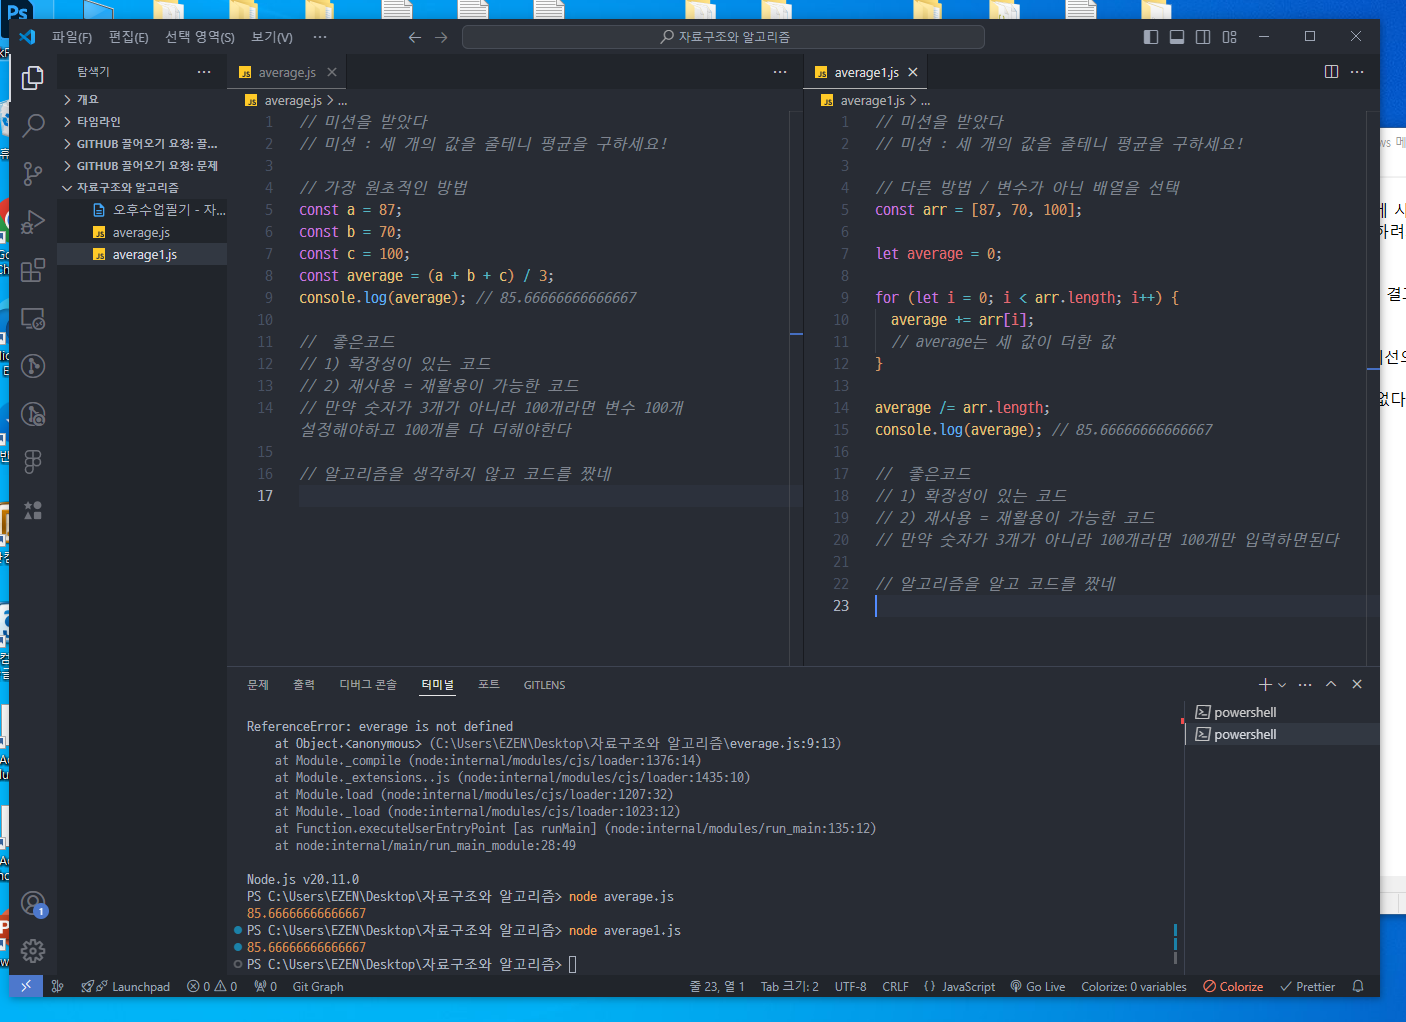 Ps
파일(F) 편집(E) 선택 영역(S) 보기(V) ···
자료구조와 알고리즘
탐색기
개요
타임라인
GITHUB 끌어오기 요청: 끌...
GITHUB 끌어오기 요청: 문제
자료구조와 알고리즘
오후수업필기 - 자...
JS average.js
JS average1.js
JS average.js
JS average.js > ...
1 // 미션을 받았다
2 // 미션 : 세 개의 값을 줄테니 평균을 구하세요!
3
4 // 가장 원초적인 방법
5 const a = 87;
6 const b = 70;
7 const c = 100;
8 const average = (a + b + c) / 3;
9 console.log(average); // 85.66666666666667
10
11 //  좋은코드
12 // 1) 확장성이 있는 코드
13 // 2) 재사용 = 재활용이 가능한 코드
14 // 만약 숫자가 3개가 아니라 100개라면 변수 100개
설정해야하고 100개를 다 더해야한다
15
16 // 알고리즘을 생각하지 않고 코드를 짰네
17
JS average1.js
JS average1.js > ...
1 // 미션을 받았다
2 // 미션 : 세 개의 값을 줄테니 평균을 구하세요!
3
4 // 다른 방법 / 변수가 아닌 배열을 선택
5 const arr = [87, 70, 100];
6
7 let average = 0;
8
9 for (let i = 0; i < arr.length; i++) {
10   average += arr[i];
11   // average는 세 값이 더한 값
12 }
13
14 average /= arr.length;
15 console.log(average); // 85.66666666666667
16
17 //  좋은코드
18 // 1) 확장성이 있는 코드
19 // 2) 재사용 = 재활용이 가능한 코드
20 // 만약 숫자가 3개가 아니라 100개라면 100개만 입력하면된다
21
22 // 알고리즘을 알고 코드를 짰네
23
문제 출력 디버그 콘솔 터미널 포트 GITLENS
ReferenceError: everage is not defined
    at Object.<anonymous> (C:\Users\EZEN\Desktop\자료구조와 알고리즘\everage.js:9:13)
    at Module._compile (node:internal/modules/cjs/loader:1376:14)
    at Module._extensions..js (node:internal/modules/cjs/loader:1435:10)
    at Module.load (node:internal/modules/cjs/loader:1207:32)
    at Module._load (node:internal/modules/cjs/loader:1023:12)
    at Function.executeUserEntryPoint [as runMain] (node:internal/modules/run_main:135:12)
    at node:internal/main/run_main_module:28:49
Node.js v20.11.0
PS C:\Users\EZEN\Desktop\자료구조와 알고리즘> node average.js
85.66666666666667
PS C:\Users\EZEN\Desktop\자료구조와 알고리즘> node average1.js
85.66666666666667
PS C:\Users\EZEN\Desktop\자료구조와 알고리즘>
powershell
powershell
1
Launchpad 0 0 0 Git Graph
줄 23, 열 1 Tab 크기: 2 UTF-8 CRLF {} JavaScript Go Live Colorize: 0 variables Colorize Prettier